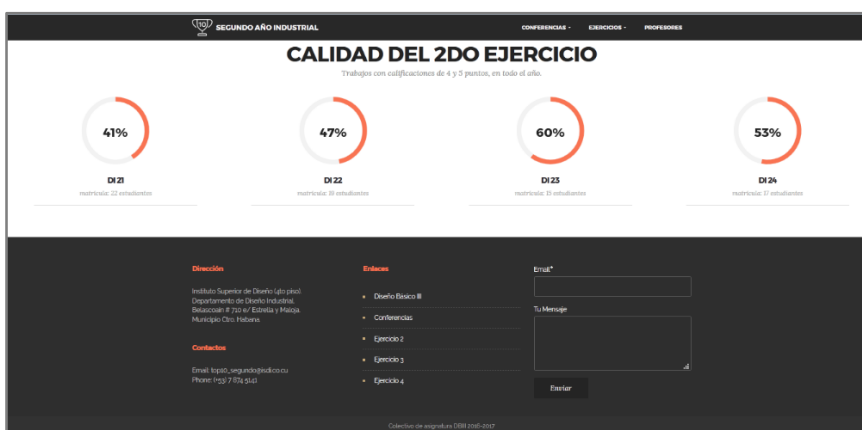 TOP 10
SEGUNDO AÑO INDUSTRIAL
CONFERENCIAS
EJERCICIOS
PROFESORES
CALIDAD DEL 2DO EJERCICIO
Trabajos con calificaciones de 4 y 5 puntos, en todo el año.
41%
47%
60%
53%
DI 21
DI 22
DI 23
DI 24
matrícula: 22 estudiantes
matrícula: 19 estudiantes
matrícula: 15 estudiantes
matrícula: 17 estudiantes
Dirección
Instituto Superior de Diseño (4to piso).
Departamento de Diseño Industrial.
Belascoaín # 710 e/ Estrella y Maloja.
Municipio Ctro. Habana.
Contactos
Email: top10_segundo@isdi.co.cu
Phone: (+53) 7 874 5141
Enlaces
Diseño Básico III
Conferencias
Ejercicio 2
Ejercicio 3
Ejercicio 4
Email*
Tu Mensaje
Enviar
Colectivo de asignatura DBIII 2016-2017